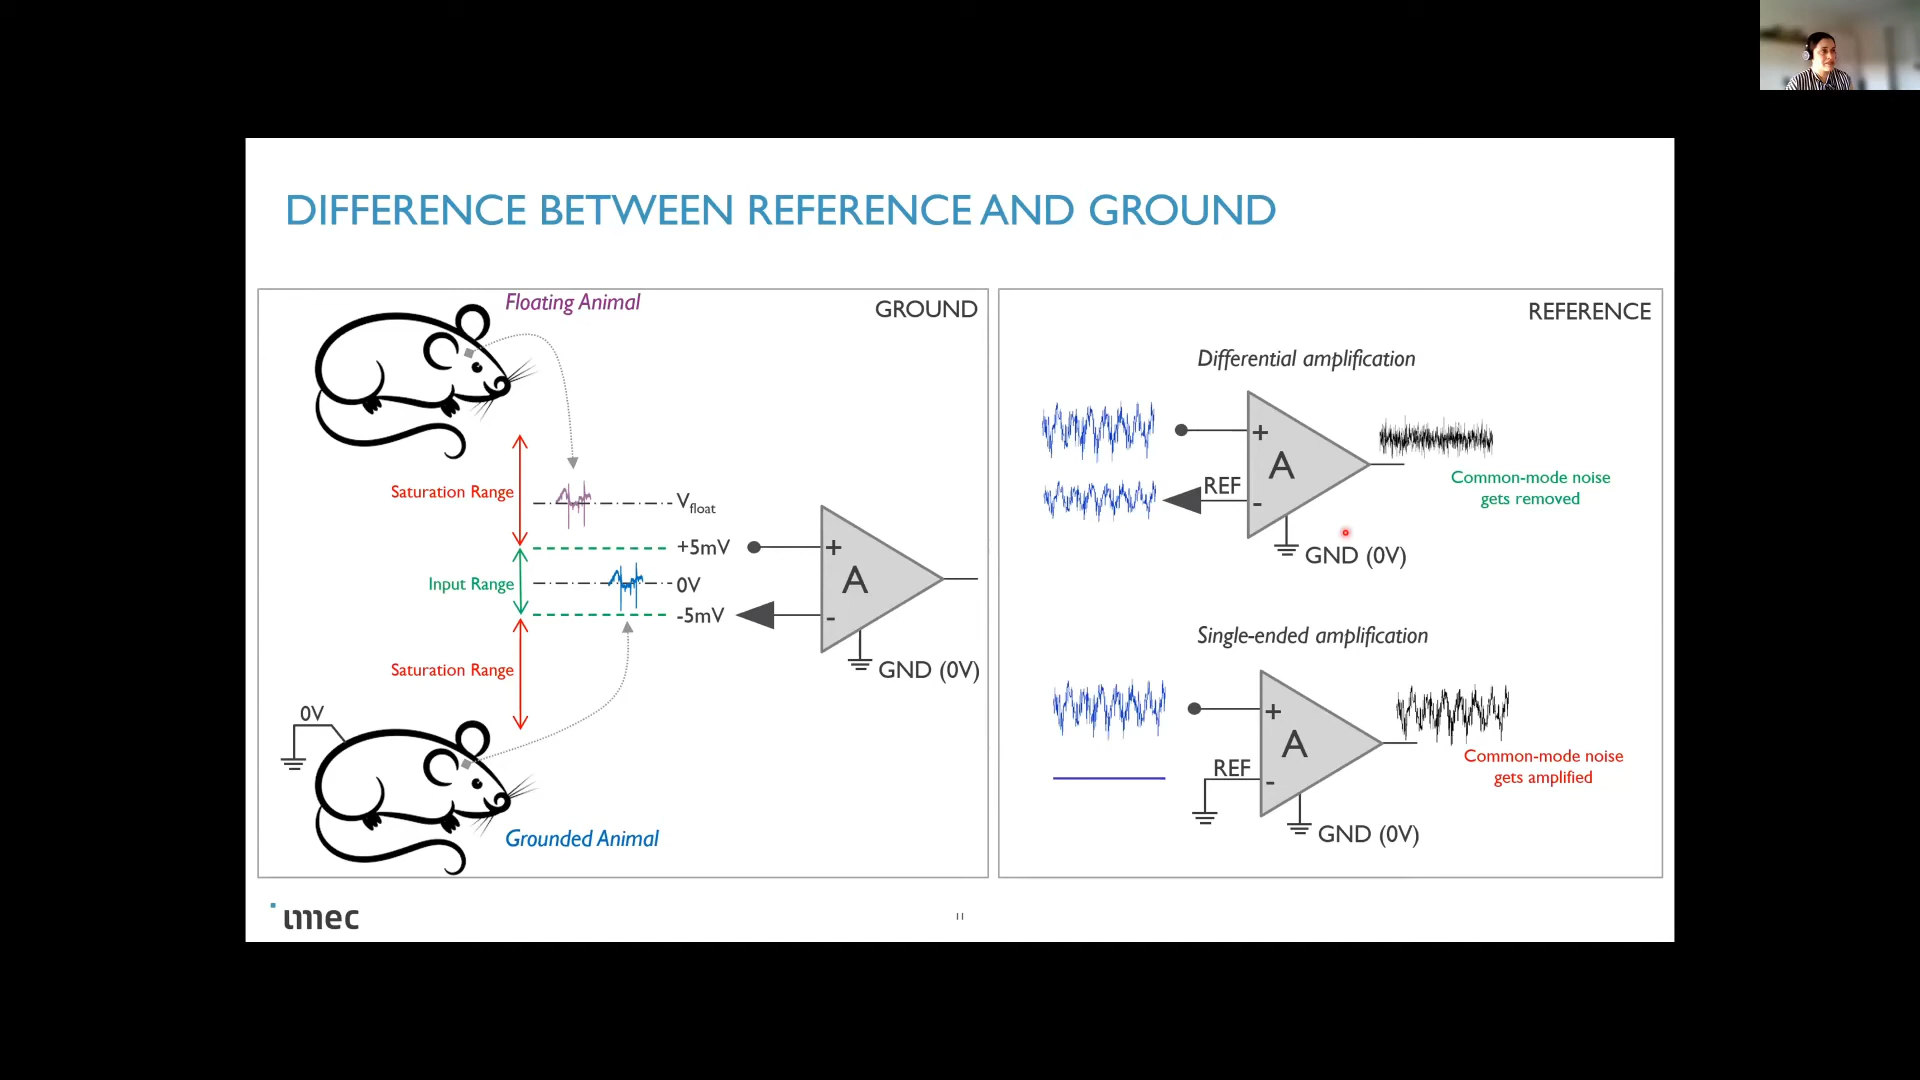 DIFFERENCE BETWEEN REFERENCE AND GROUND
Floating Animal
GROUND
Saturation Range
Vfloat
+5mV
+
Input Range
0V
A
-5mV
-
Saturation Range
GND (0V)
0V
Grounded Animal
REFERENCE
Differential amplification
+
A
REF
-
Common-mode noise
gets removed
GND (0V)
Single-ended amplification
+
A
REF
-
Common-mode noise
gets amplified
GND (0V)
imec
11